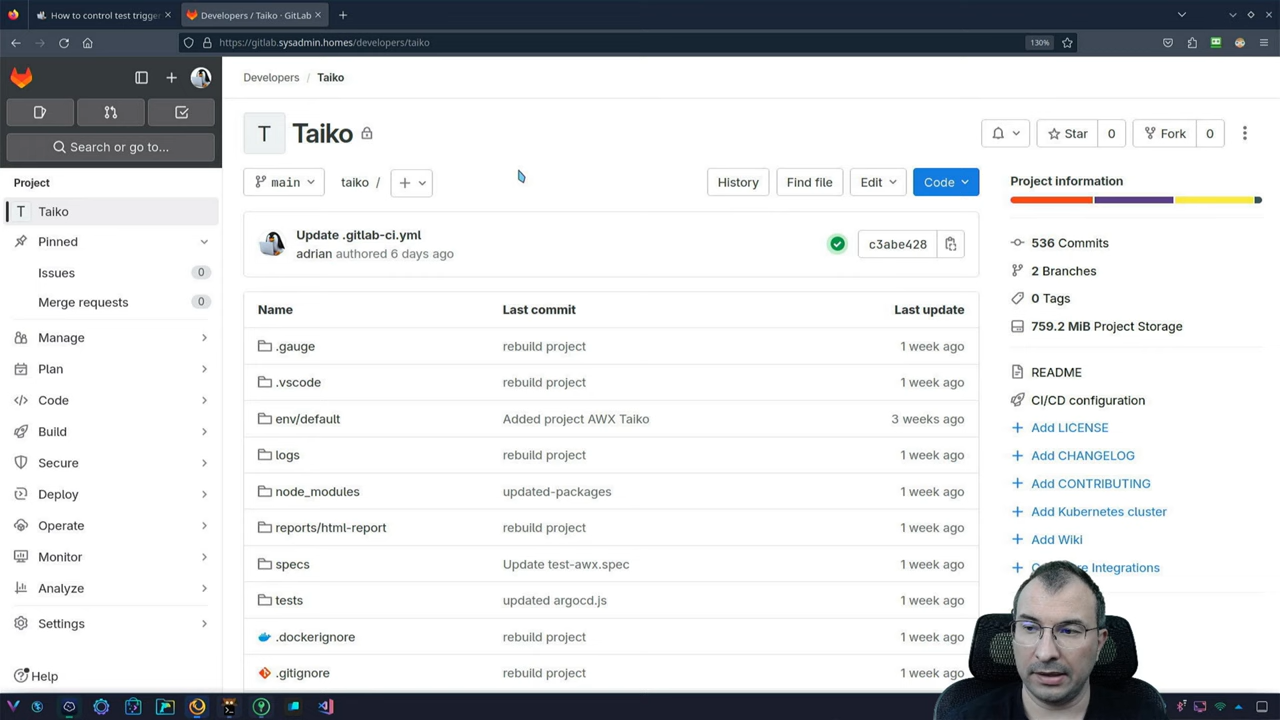 How to control test trigge
Developers / Taiko · GitLab
https://gitlab.sysadmin.homes/developers/taiko
130%
Search or go to...
Project
T Taiko
Pinned
Issues 0
Merge requests 0
Manage
Plan
Code
Build
Secure
Deploy
Operate
Monitor
Analyze
Settings
Help
Developers / Taiko
T Taiko
Star 0
Fork 0
main
taiko /
History
Find file
Edit
Code
Update .gitlab-ci.yml
adrian authored 6 days ago
c3abe428
Name Last commit Last update
.gauge rebuild project 1 week ago
.vscode rebuild project 1 week ago
env/default Added project AWX Taiko 3 weeks ago
logs rebuild project 1 week ago
node_modules updated-packages 1 week ago
reports/html-report rebuild project 1 week ago
specs Update test-awx.spec 1 week ago
tests updated argocd.js 1 week ago
.dockerignore rebuild project 1 week ago
.gitignore rebuild project 1 week ago
Project information
536 Commits
2 Branches
0 Tags
759.2 MiB Project Storage
README
CI/CD configuration
Add LICENSE
Add CHANGELOG
Add CONTRIBUTING
Add Kubernetes cluster
Add Wiki
Integrations